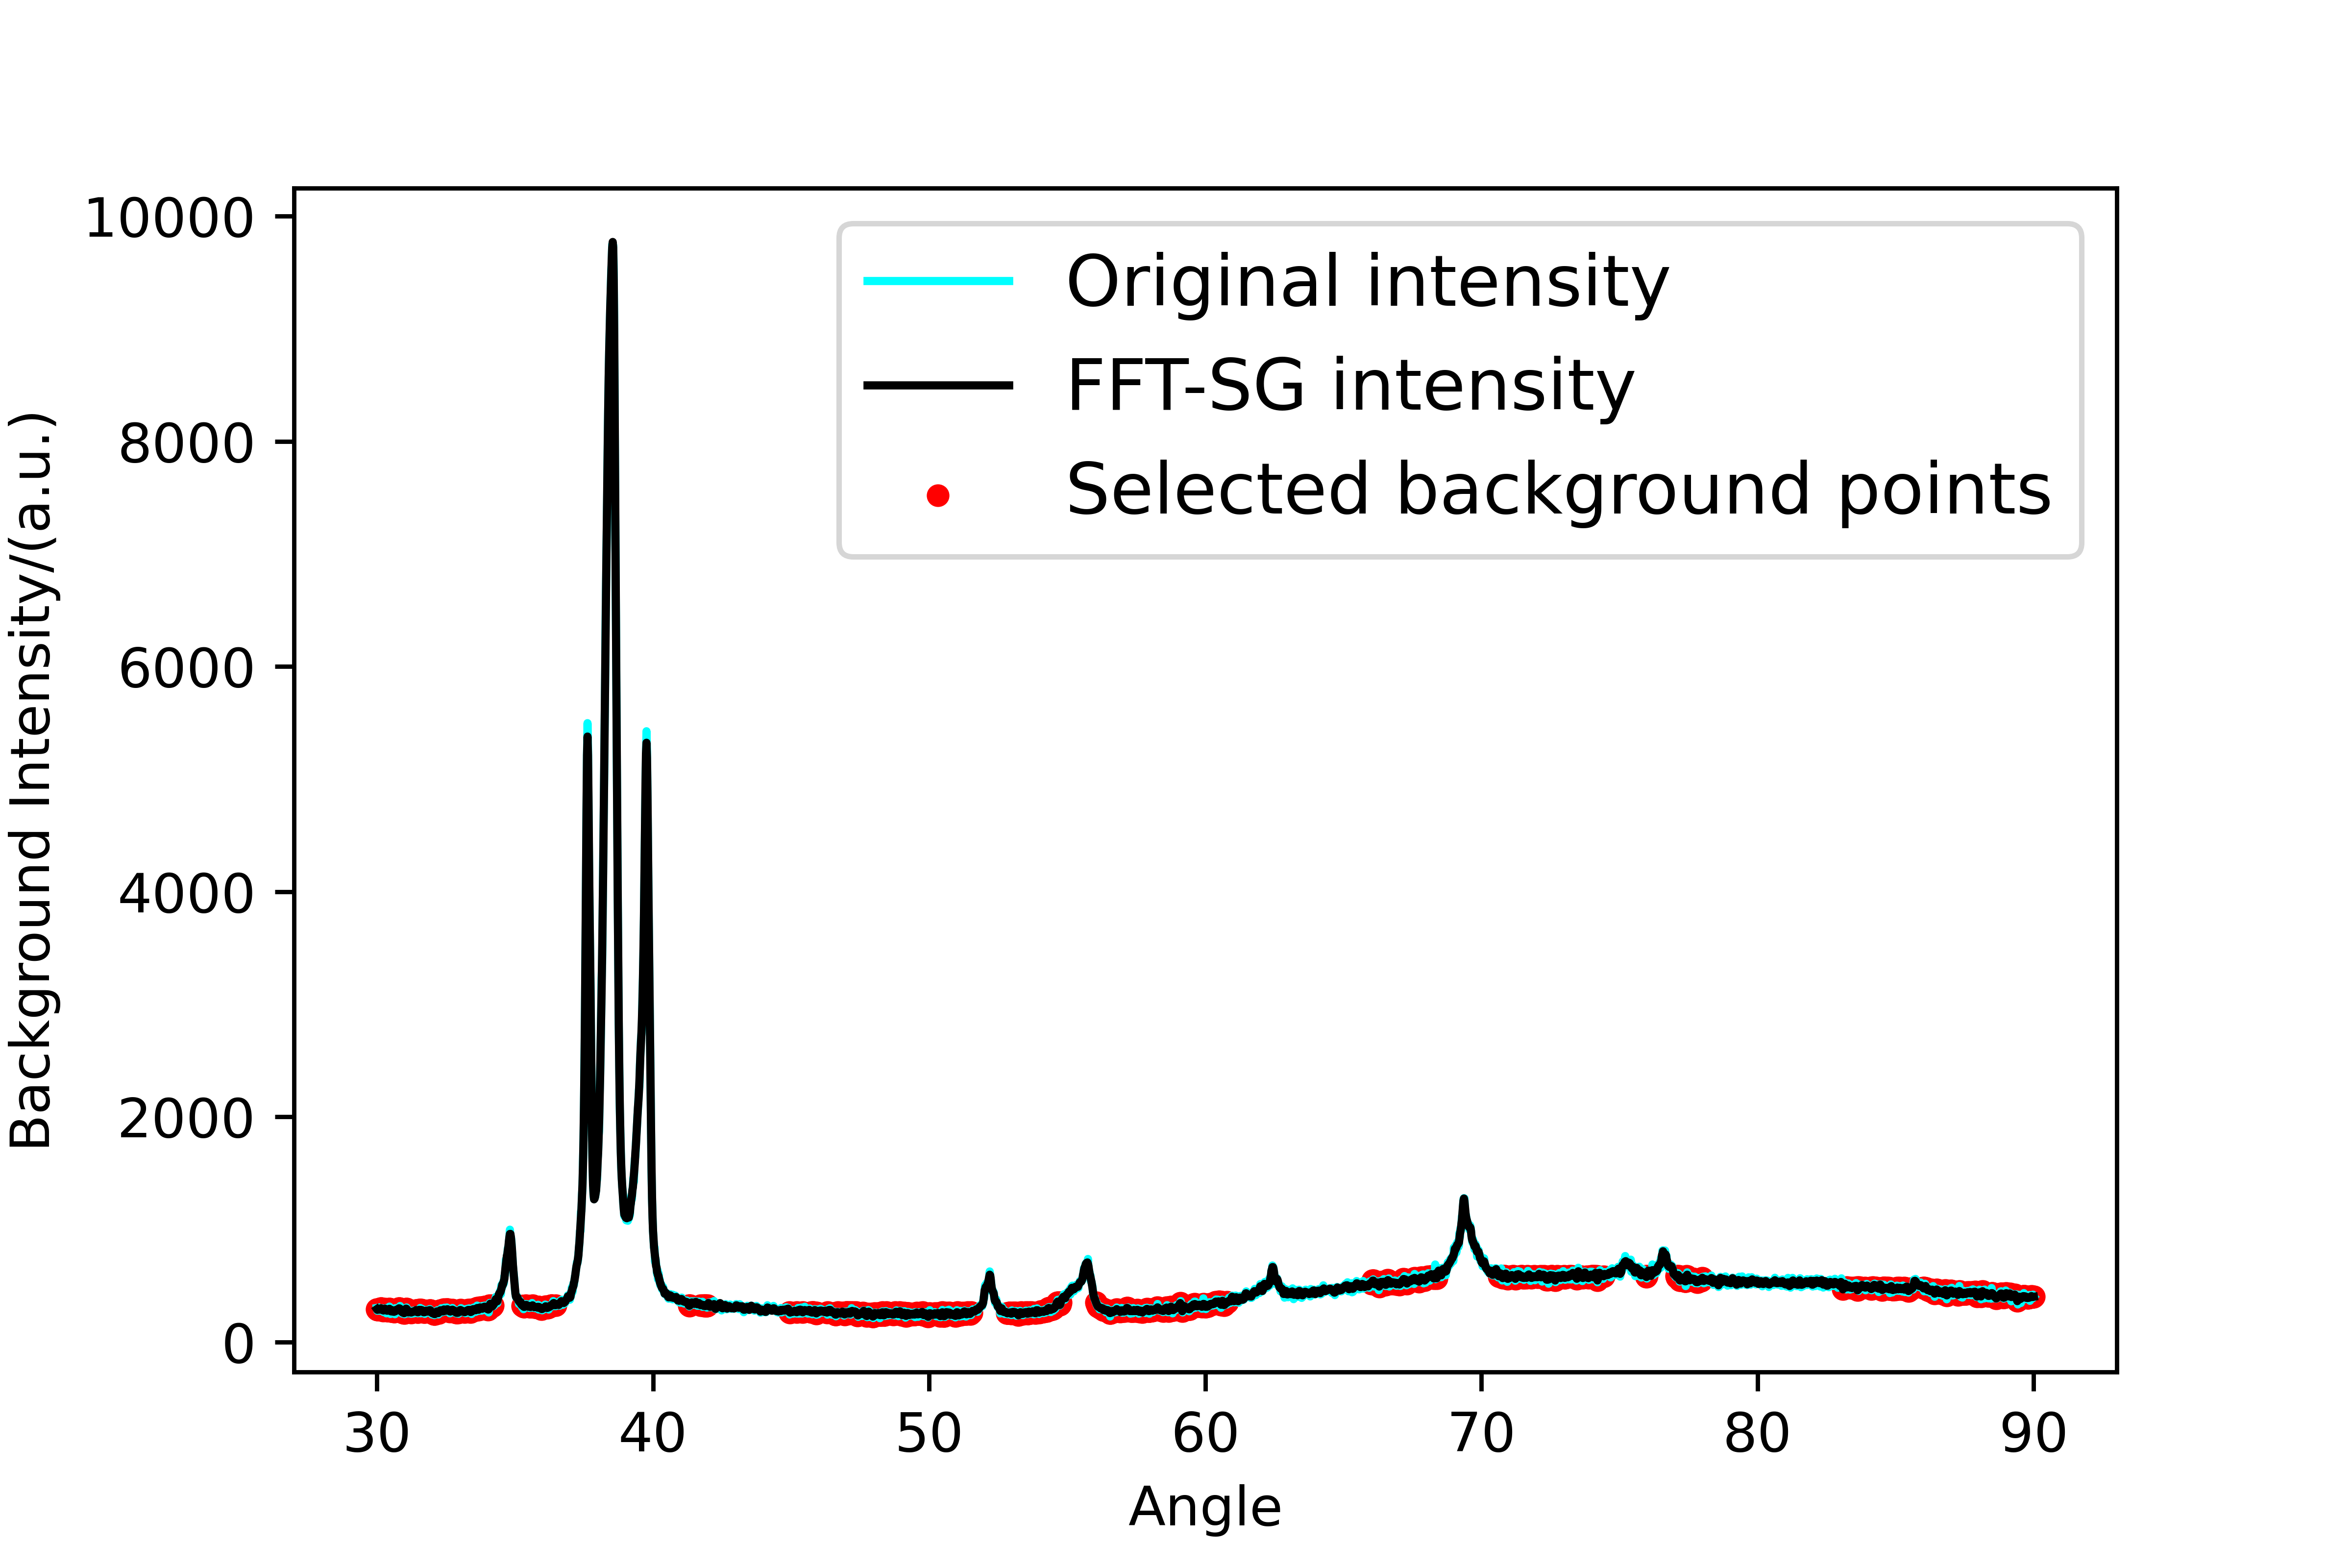 10000
8000
6000
4000
2000
0
Background Intensity/(a.u.)
Original intensity
FFT-SG intensity
Selected background points
30 40 50 60 70 80 90
Angle